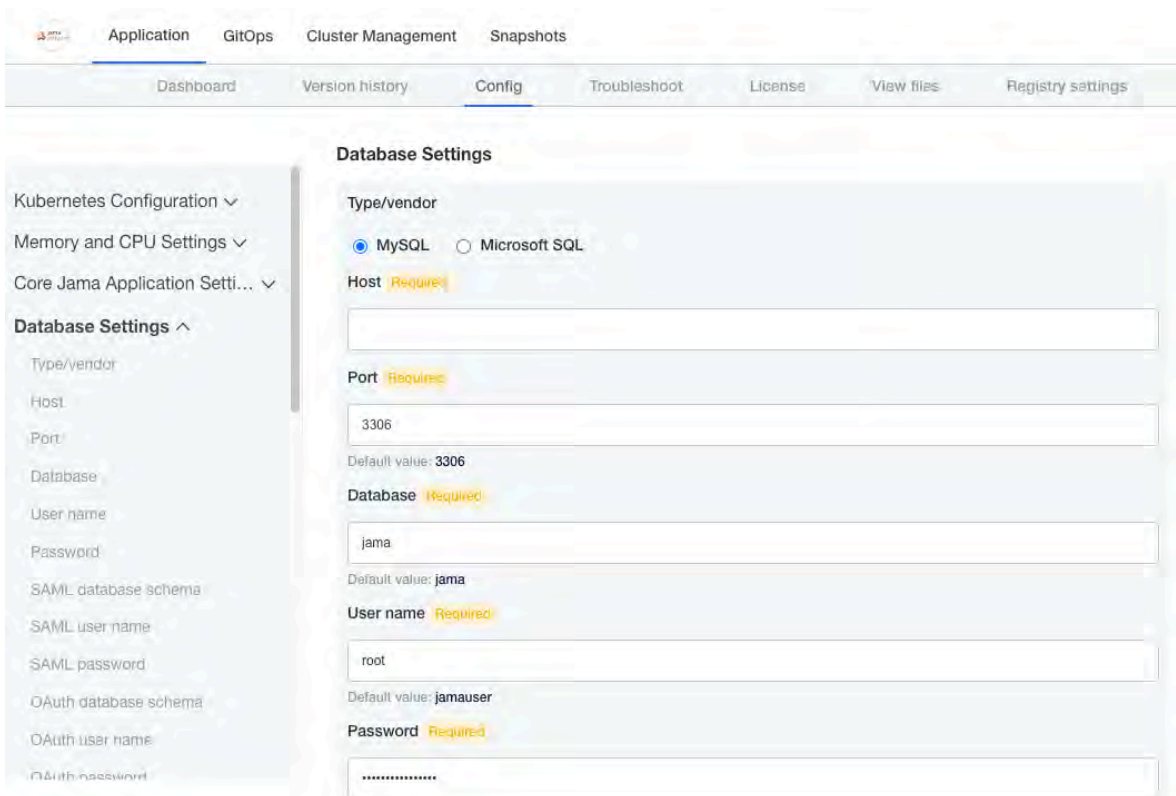 Application GitOps Cluster Management Snapshots
Dashboard Version history Config Troubleshoot License View files Registry settings
Kubernetes Configuration
Memory and CPU Settings
Core Jama Application Setti...
Database Settings
Type/vendor
Host
Port
Database
User name
Password
SAML database schema
SAML user name
SAML password
OAuth database schema
OAuth user name
OAuth password
Database Settings
Type/vendor
MySQL Microsoft SQL
Host Required
Port Required
3306
Default value: 3306
Database Required
jama
Default value: jama
User name Required
root
Default value: jamauser
Password Required
••••••••••••••••